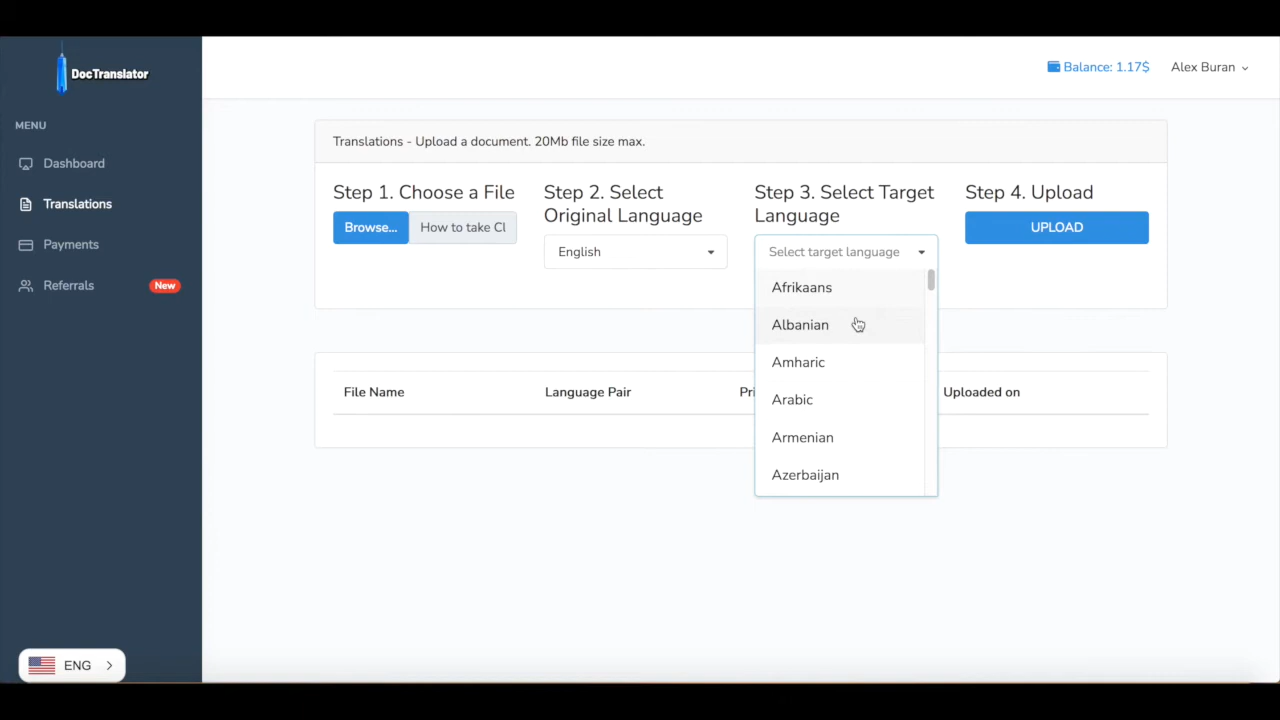 DocTranslator
Balance: 1.17$
Alex Buran
MENU
Dashboard
Translations
Payments
Referrals
New
Translations - Upload a document. 20Mb file size max.
Step 1. Choose a File
Browse...
How to take Cl
Step 2. Select
Original Language
English
Step 3. Select Target
Language
Select target language
Afrikaans
Albanian
Amharic
Arabic
Armenian
Azerbaijan
Step 4. Upload
UPLOAD
File Name
Language Pair
Pri
Uploaded on
ENG